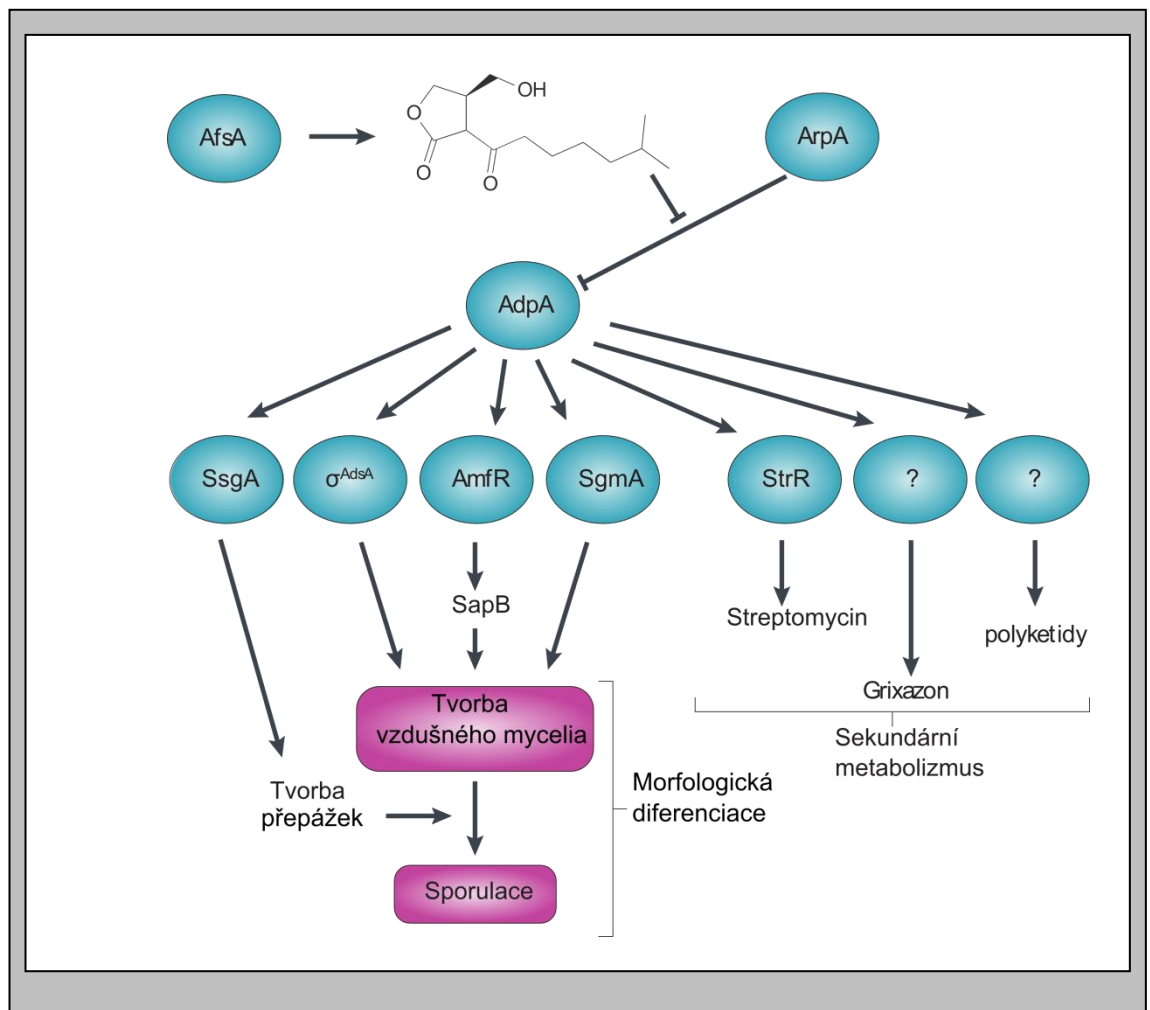 AfsA
OH
O
O
O
ArpA
AdpA
SsgA
σAdsA
AmfR
SgmA
StrR
?
?
SapB
Streptomycin
polyketidy
Grixazon
Sekundární
metabolizmus
Tvorba
vzdušného mycelia
Tvorba
přepážek
Morfologická
diferenciace
Sporulace